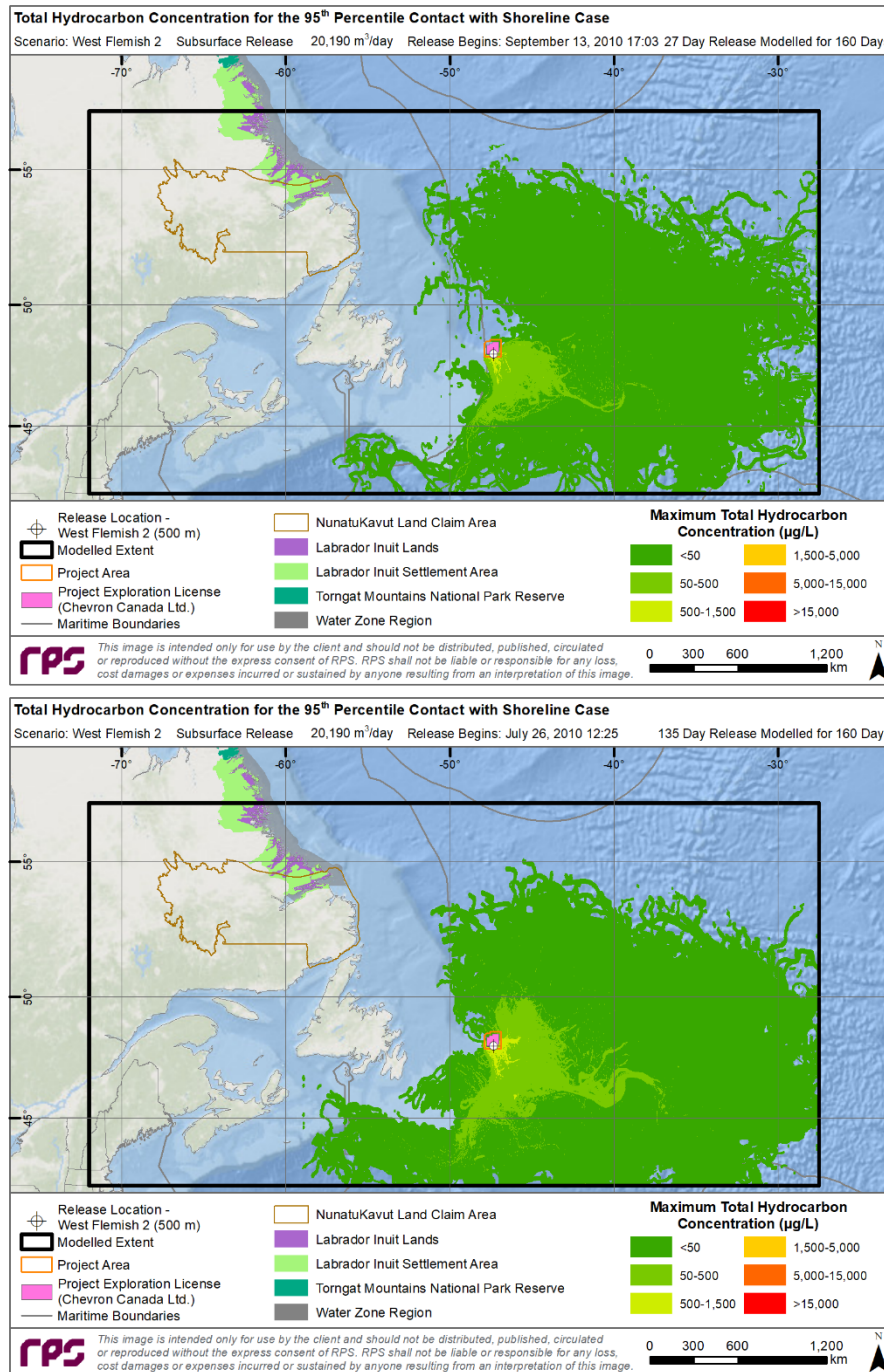 Total Hydrocarbon Concentration for the 95th Percentile Contact with Shoreline Case
Scenario: West Flemish 2 Subsurface Release 20,190 m³/day Release Begins: September 13, 2010 17:03 27 Day Release Modelled for 160 Day
-70° -60° -50° -40° -30°
55°
50°
45°
Release Location -
West Flemish 2 (500 m)
Modelled Extent
Project Area
Project Exploration License
(Chevron Canada Ltd.)
Maritime Boundaries
NunatuKavut Land Claim Area
Labrador Inuit Lands
Labrador Inuit Settlement Area
Torngat Mountains National Park Reserve
Water Zone Region
Maximum Total Hydrocarbon
Concentration (µg/L)
<50 1,500-5,000
50-500 5,000-15,000
500-1,500 >15,000
rps
This image is intended only for use by the client and should not be distributed, published, circulated
or reproduced without the express consent of RPS. RPS shall not be liable or responsible for any loss,
cost damages or expenses incurred or sustained by anyone resulting from an interpretation of this image.
0 300 600 1,200
km
N
Total Hydrocarbon Concentration for the 95th Percentile Contact with Shoreline Case
Scenario: West Flemish 2 Subsurface Release 20,190 m³/day Release Begins: July 26, 2010 12:25 135 Day Release Modelled for 160 Day
-70° -60° -50° -40° -30°
55°
50°
45°
Release Location -
West Flemish 2 (500 m)
Modelled Extent
Project Area
Project Exploration License
(Chevron Canada Ltd.)
Maritime Boundaries
NunatuKavut Land Claim Area
Labrador Inuit Lands
Labrador Inuit Settlement Area
Torngat Mountains National Park Reserve
Water Zone Region
Maximum Total Hydrocarbon
Concentration (µg/L)
<50 1,500-5,000
50-500 5,000-15,000
500-1,500 >15,000
rps
This image is intended only for use by the client and should not be distributed, published, circulated
or reproduced without the express consent of RPS. RPS shall not be liable or responsible for any loss,
cost damages or expenses incurred or sustained by anyone resulting from an interpretation of this image.
0 300 600 1,200
km
N